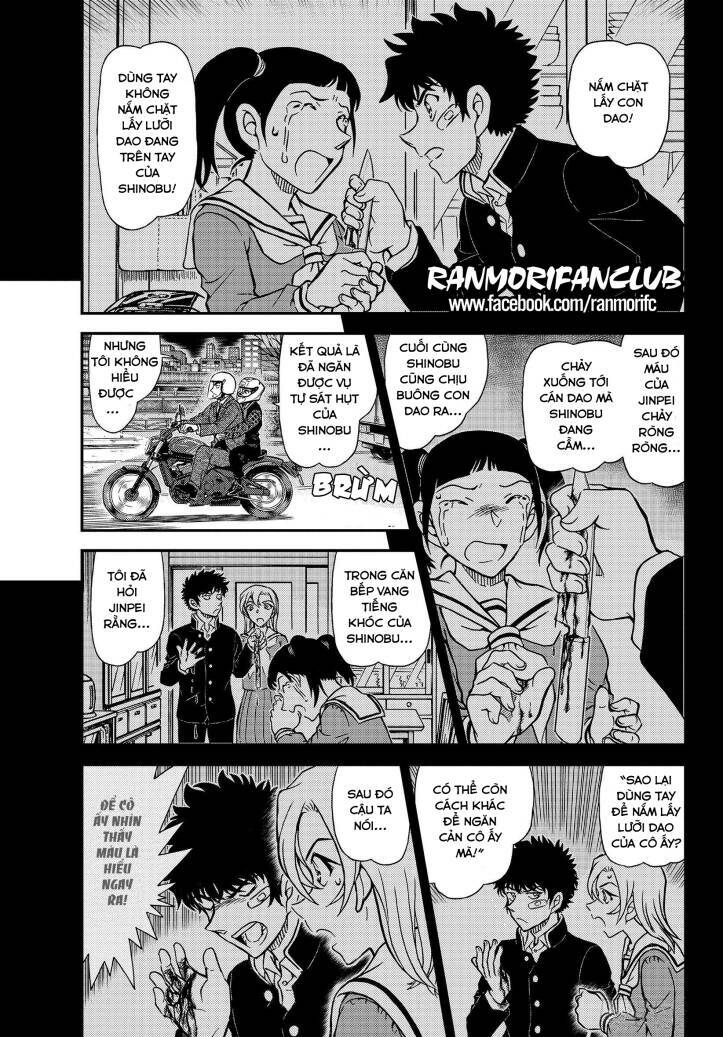 NẮM CHẶT
LẤY CON
DAO!
DÙNG TAY
KHÔNG
NẮM CHẶT
LẤY LƯỠI
DAO ĐANG
TRÊN TAY
CỦA
SHINOBU!
RANMORIFANCLUB
www.facebook.com/ranmorifc
SAU ĐÓ
MÁU
CỦA
JINPEI
CHẢY
RÒNG
RÒNG...
CHẢY
XUỐNG TỚI
CÁN DAO MÀ
SHINOBU
ĐANG
CẦM...
CUỐI CÙNG
SHINOBU
CŨNG CHỊU
BUÔNG CON
DAO RA...
KẾT QUẢ LÀ
ĐÃ NGĂN
ĐƯỢC VỤ
TỰ SÁT HỤT
CỦA
SHINOBU
...
NHƯNG
TÔI KHÔNG
HIỂU
ĐƯỢC
...
BRỪM
TRONG CĂN
BẾP VANG
TIẾNG
KHÓC CỦA
SHINOBU...
TÔI ĐÃ
HỎI
JINPEI
RẰNG...
"SAO LẠI
DÙNG TAY
ĐỂ NẮM LẤY
LƯỠI DAO
CỦA CÔ ẤY?
CÓ THỂ CÒN
CÁCH KHÁC
ĐỂ NGĂN
CẢN CÔ ẤY
MÀ!"
SAU ĐÓ
CẬU TA
NÓI...
ĐỂ CÔ
ẤY NHÌN
THẤY
MÁU LÀ
HIỂU
NGAY
RA!